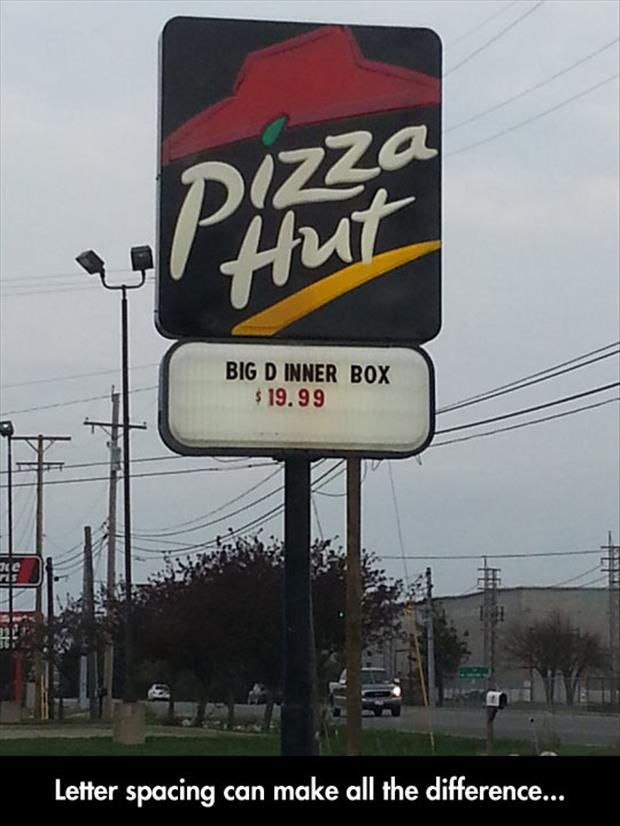 Pizza
Hut
BIG D INNER BOX
$ 19.99
Letter spacing can make all the difference...